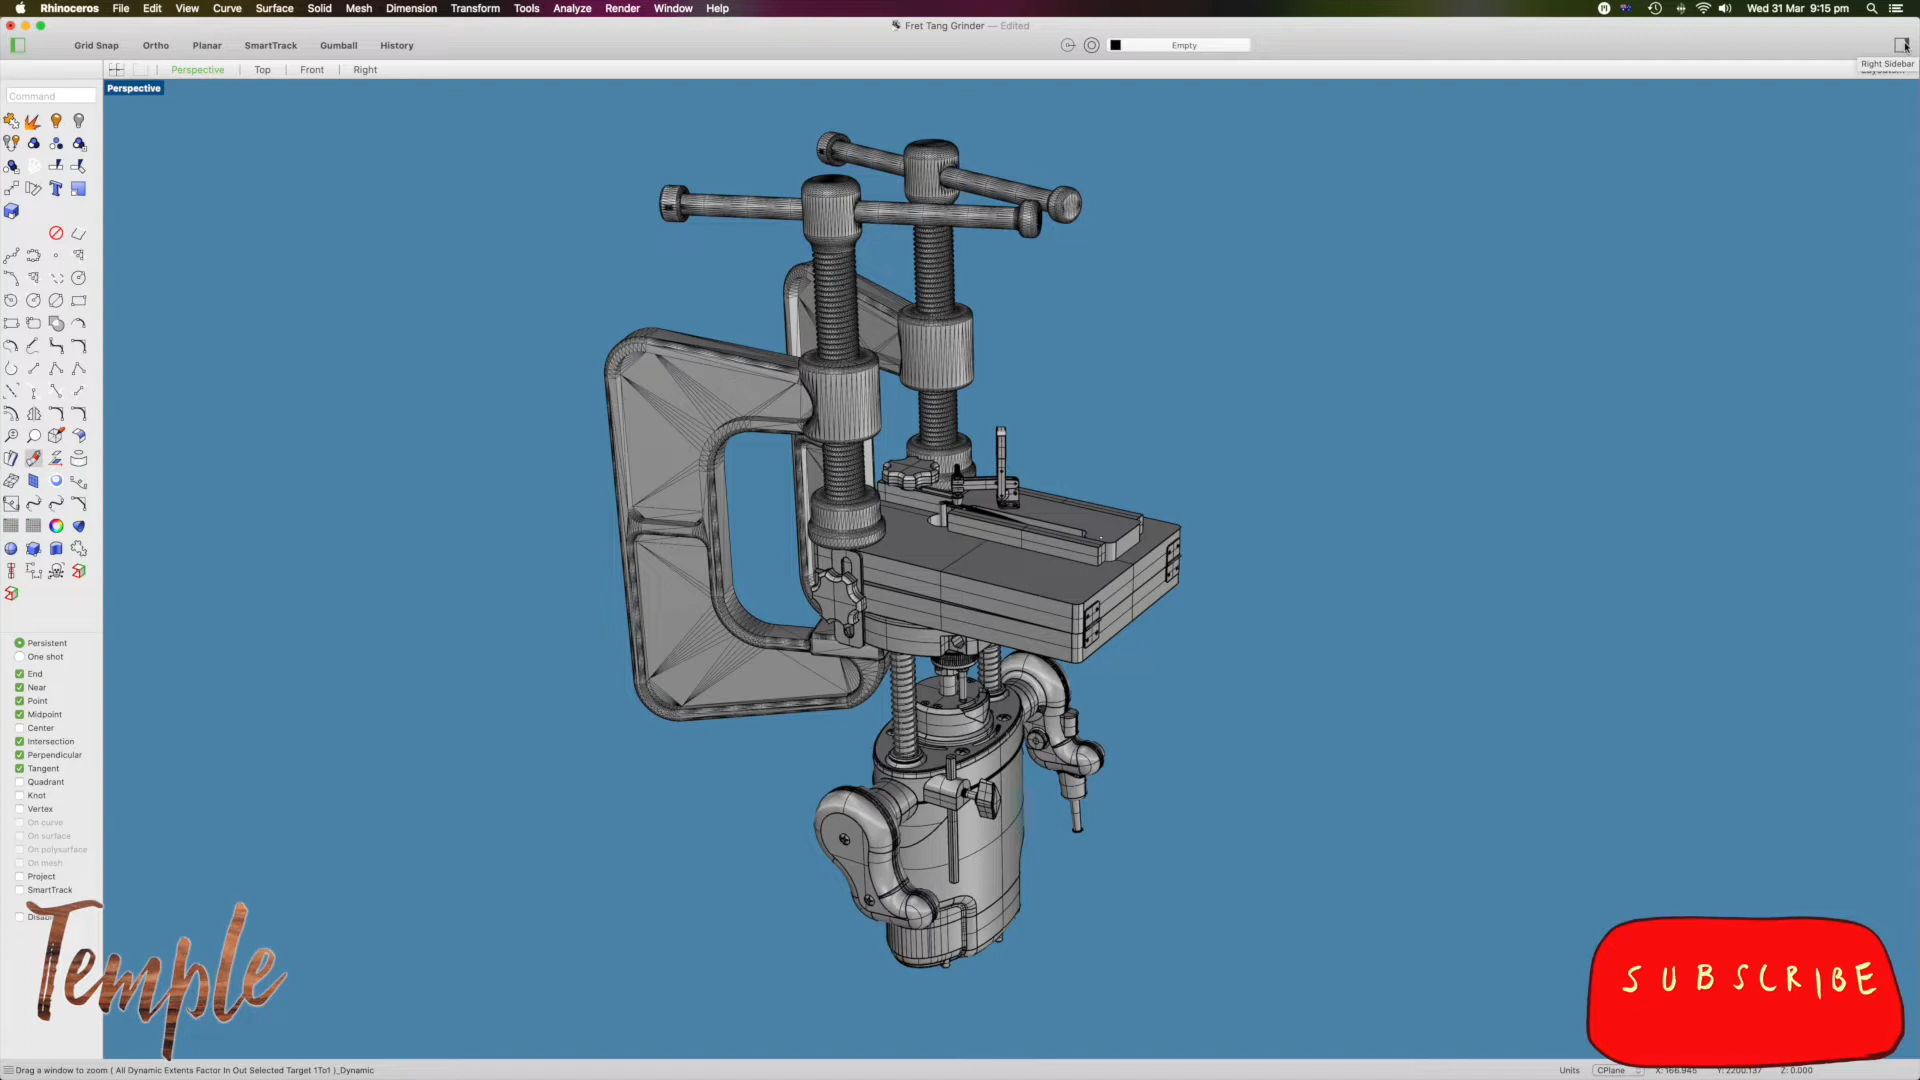 Rhinoceros File Edit View Curve Surface Solid Mesh Dimension Transform Tools Analyze Render Window Help
Wed 31 Mar 9:15 pm
Fret Tang Grinder — Edited
Grid Snap Ortho Planar SmartTrack Gumball History
Empty
Right Sidebar
Perspective Top Front Right
Perspective
Command
Persistent
One shot
End
Near
Point
Midpoint
Center
Intersection
Perpendicular
Tangent
Quadrant
Knot
Vertex
On curve
On surface
On polysurface
On mesh
Project
SmartTrack
Temple
SUBSCRIBE
Drag a window to zoom ( All Dynamic Extents Factor In Out Selected Target 1To1 )_Dynamic
Units CPlane X: 166.945 Y: 2200.137 Z: 0.000